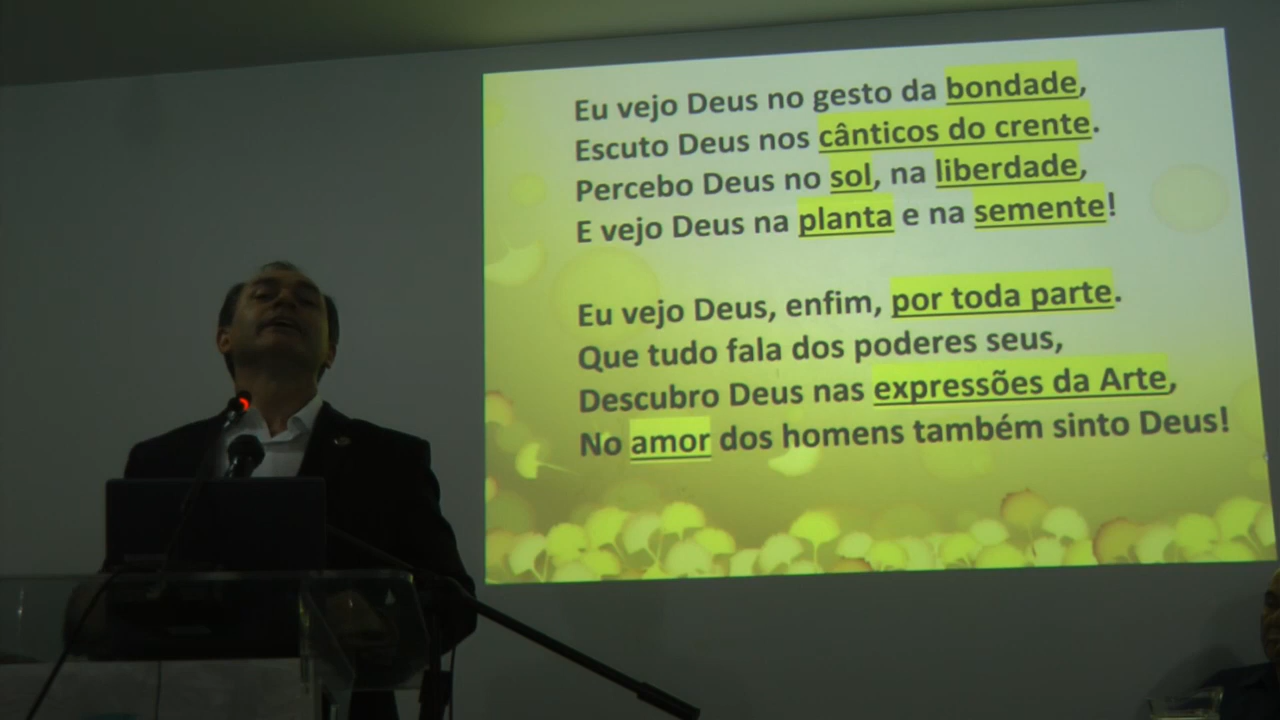 Eu vejo Deus no gesto da bondade,
Escuto Deus nos cânticos do crente.
Percebo Deus no sol, na liberdade,
E vejo Deus na planta e na semente!
Eu vejo Deus, enfim, por toda parte.
Que tudo fala dos poderes seus,
Descubro Deus nas expressões da Arte,
No amor dos homens também sinto Deus!